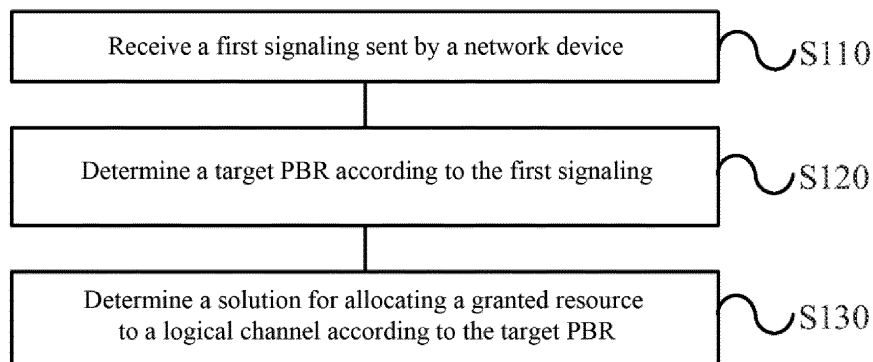 Receive a first signaling sent by a network device
S110
Determine a target PBR according to the first signaling
S120
Determine a solution for allocating a granted resource
to a logical channel according to the target PBR
S130